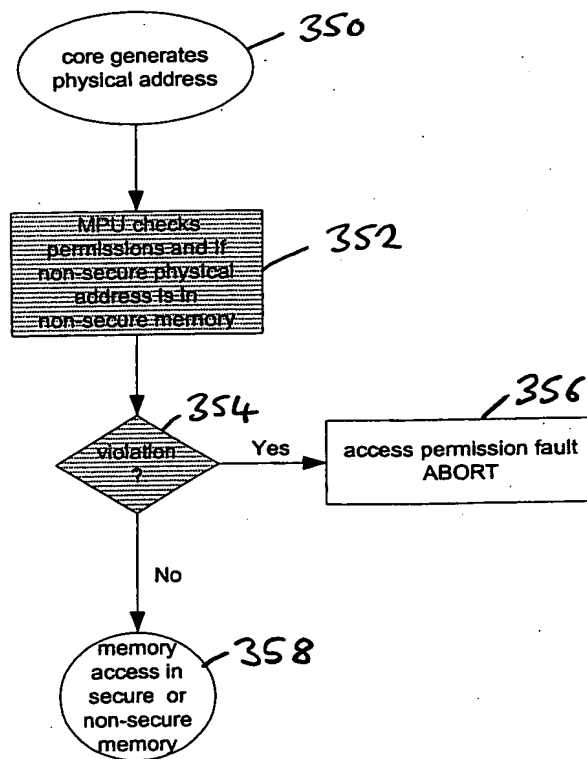 core generates
physical address
350
MPU checks
permissions and if
non-secure physical
address is in
non-secure memory
352
354
violation
?
Yes
356
access permission fault
ABORT
No
memory
access in
secure or
non-secure
memory
358